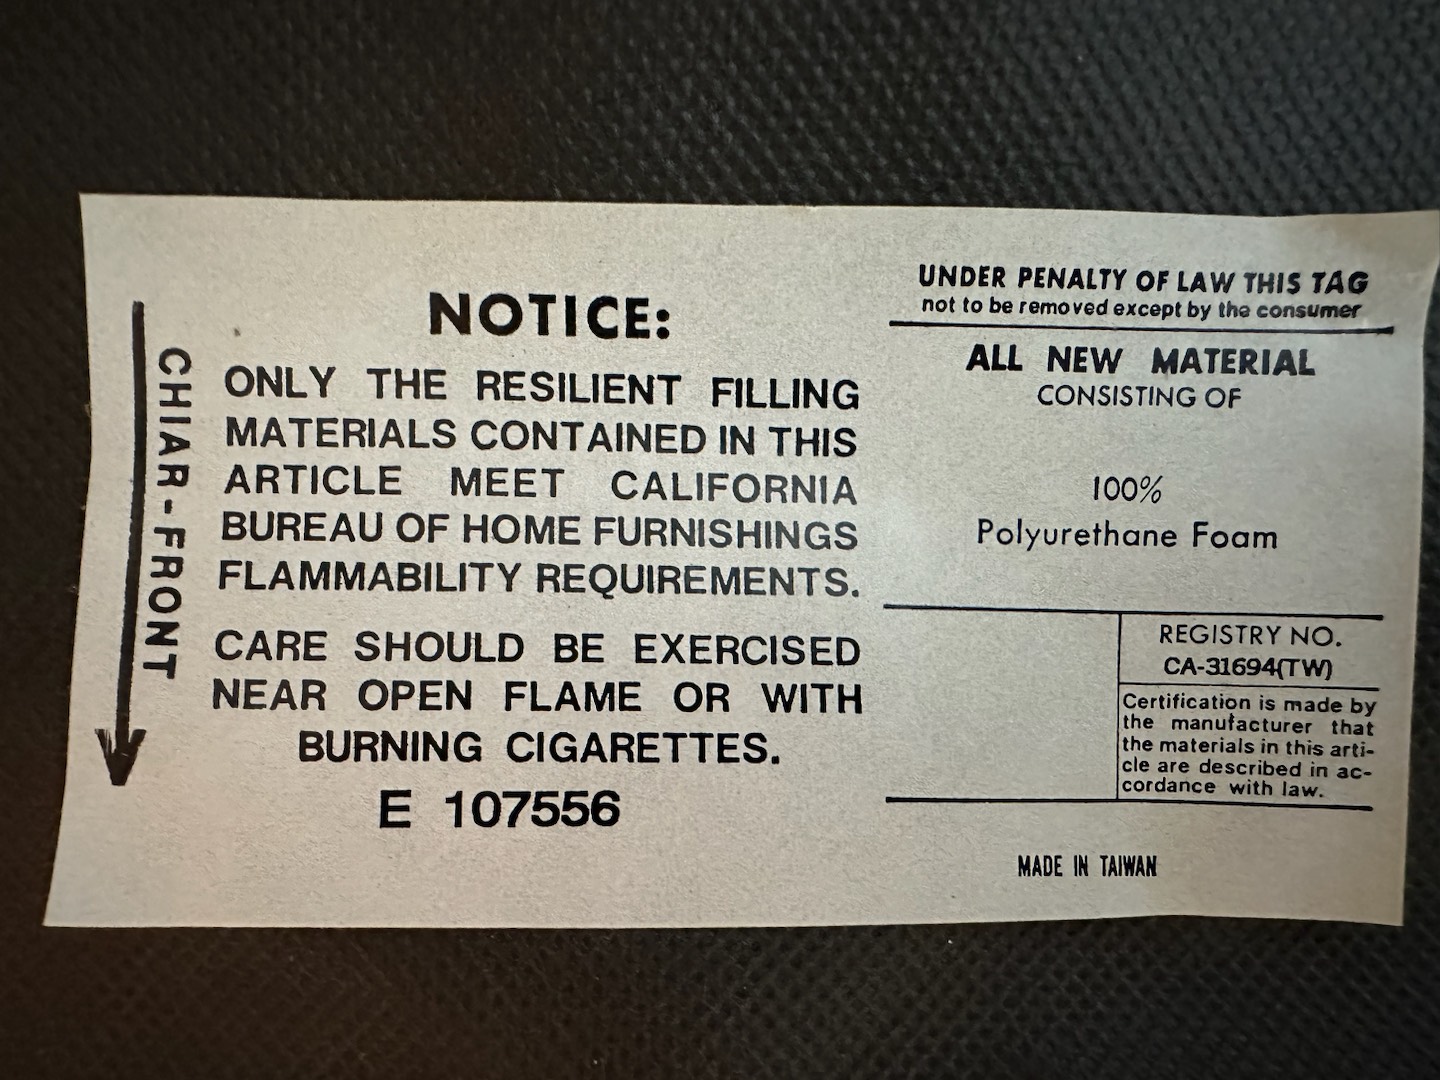 CHIAR-FRONT
NOTICE:
ONLY THE RESILIENT FILLING
MATERIALS CONTAINED IN THIS
ARTICLE MEET CALIFORNIA
BUREAU OF HOME FURNISHINGS
FLAMMABILITY REQUIREMENTS.
CARE SHOULD BE EXERCISED
NEAR OPEN FLAME OR WITH
BURNING CIGARETTES.
E 107556
UNDER PENALTY OF LAW THIS TAG
not to be removed except by the consumer
ALL NEW MATERIAL
CONSISTING OF
100%
Polyurethane Foam
REGISTRY NO.
CA-31694(TW)
Certification is made by
the manufacturer that
the materials in this arti-
cle are described in ac-
cordance with law.
MADE IN TAIWAN